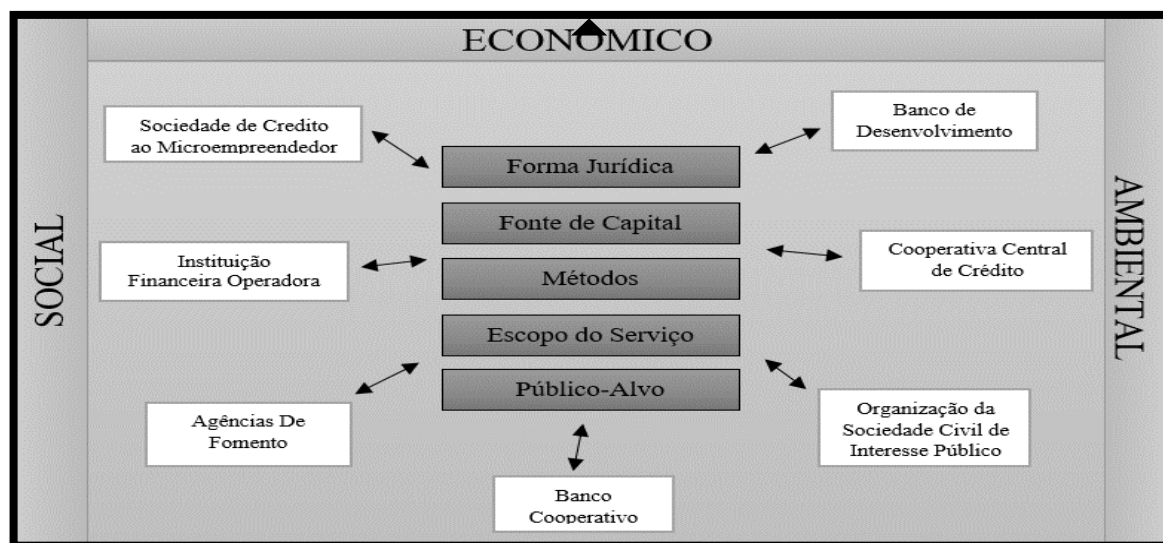 ECONOMICO
SOCIAL
AMBIENTAL
Sociedade de Credito
ao Microempreendedor
Banco de
Desenvolvimento
Forma Jurídica
Fonte de Capital
Métodos
Escopo do Serviço
Público-Alvo
Instituição
Financeira Operadora
Cooperativa Central
de Crédito
Agências De
Fomento
Organização da
Sociedade Civil de
Interesse Público
Banco
Cooperativo